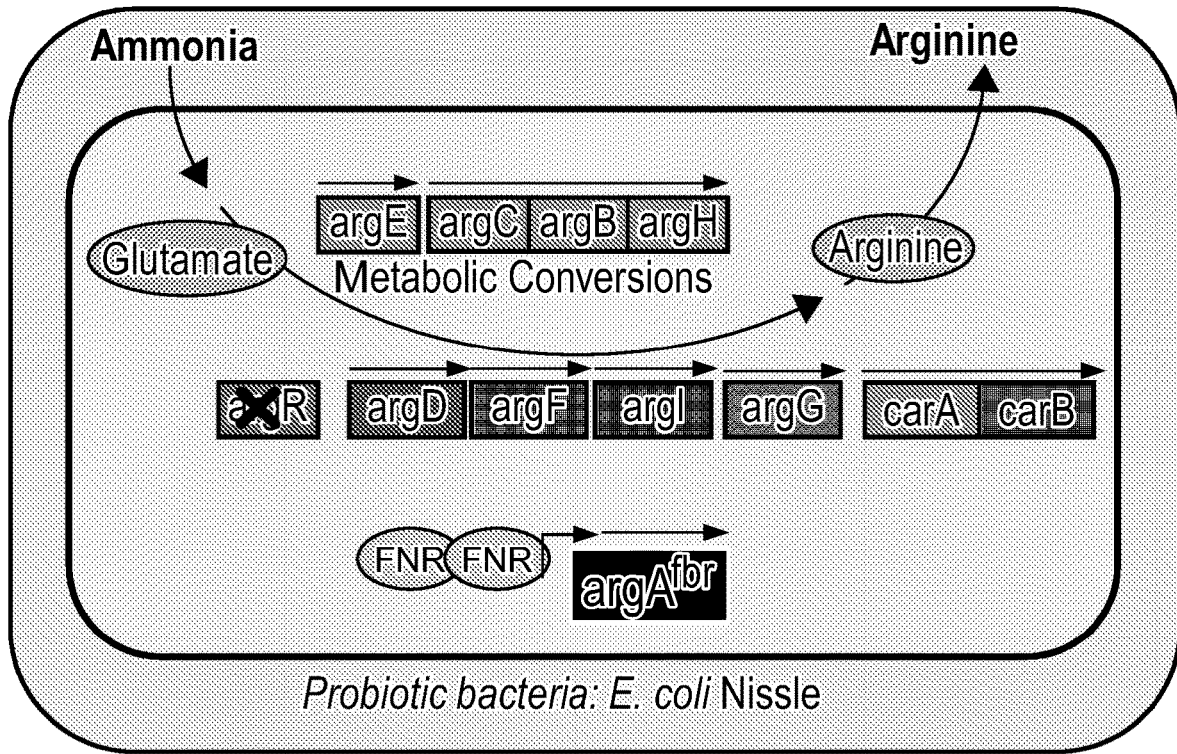 Ammonia
Arginine
argE argC argB argH
Glutamate
Metabolic Conversions
Arginine
argR argD argF argI argG carA carB
FNR FNR argAfbr
Probiotic bacteria: E. coli Nissle